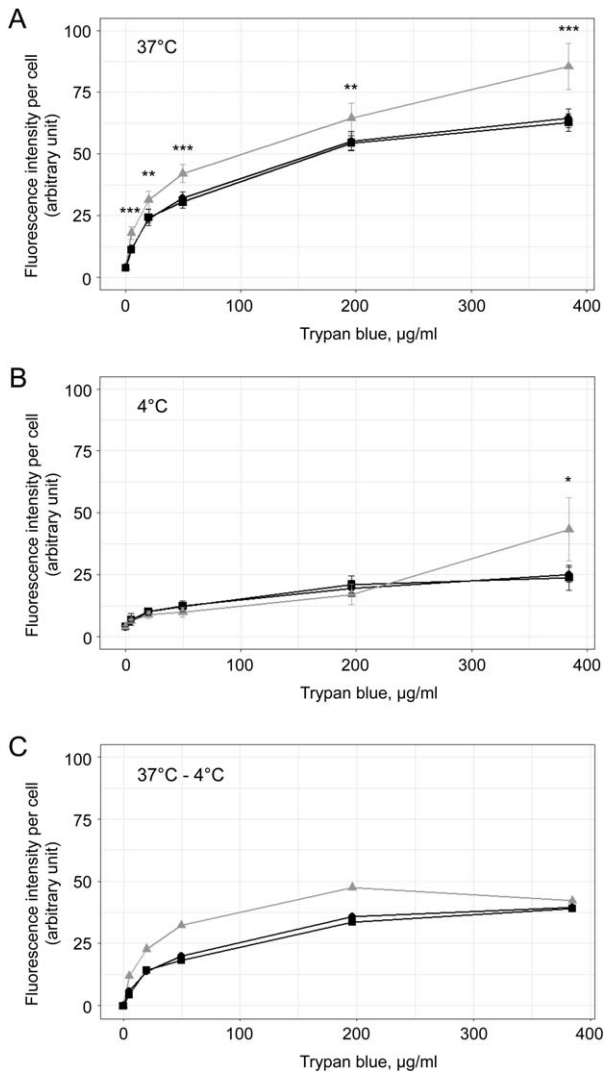 A
37°C
Fluorescence intensity per cell
(arbitrary unit)
100
75
50
25
0
***
**
***
**
***
0
100
200
300
400
Trypan blue, µg/ml
B
4°C
Fluorescence intensity per cell
(arbitrary unit)
100
75
50
25
0
*
0
100
200
300
400
Trypan blue, µg/ml
C
37°C - 4°C
Fluorescence intensity per cell
(arbitrary unit)
100
75
50
25
0
0
100
200
300
400
Trypan blue, µg/ml